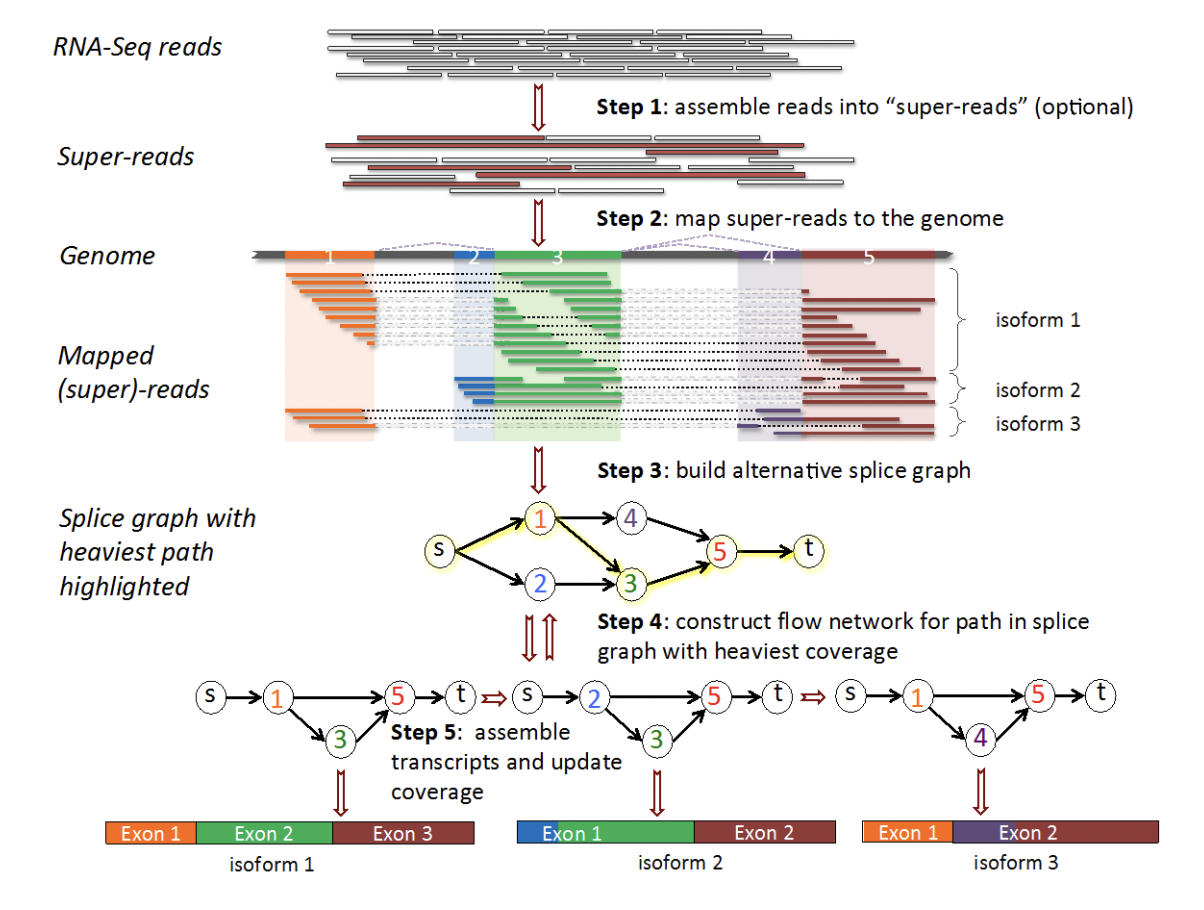 RNA-Seq reads
Step 1: assemble reads into “super-reads” (optional)
Super-reads
Step 2: map super-reads to the genome
Genome
1 2 3 4 5
isoform 1
Mapped
(super)-reads
isoform 2
isoform 3
Step 3: build alternative splice graph
Splice graph with
heaviest path
highlighted
1 4
s 5 t
2 3
Step 4: construct flow network for path in splice
graph with heaviest coverage
s 1 5 t s 2 5 t s 1 5 t
3 3 4
Step 5: assemble
transcripts and update
coverage
Exon 1 Exon 2 Exon 3 Exon 1 Exon 2 Exon 1 Exon 2
isoform 1 isoform 2 isoform 3